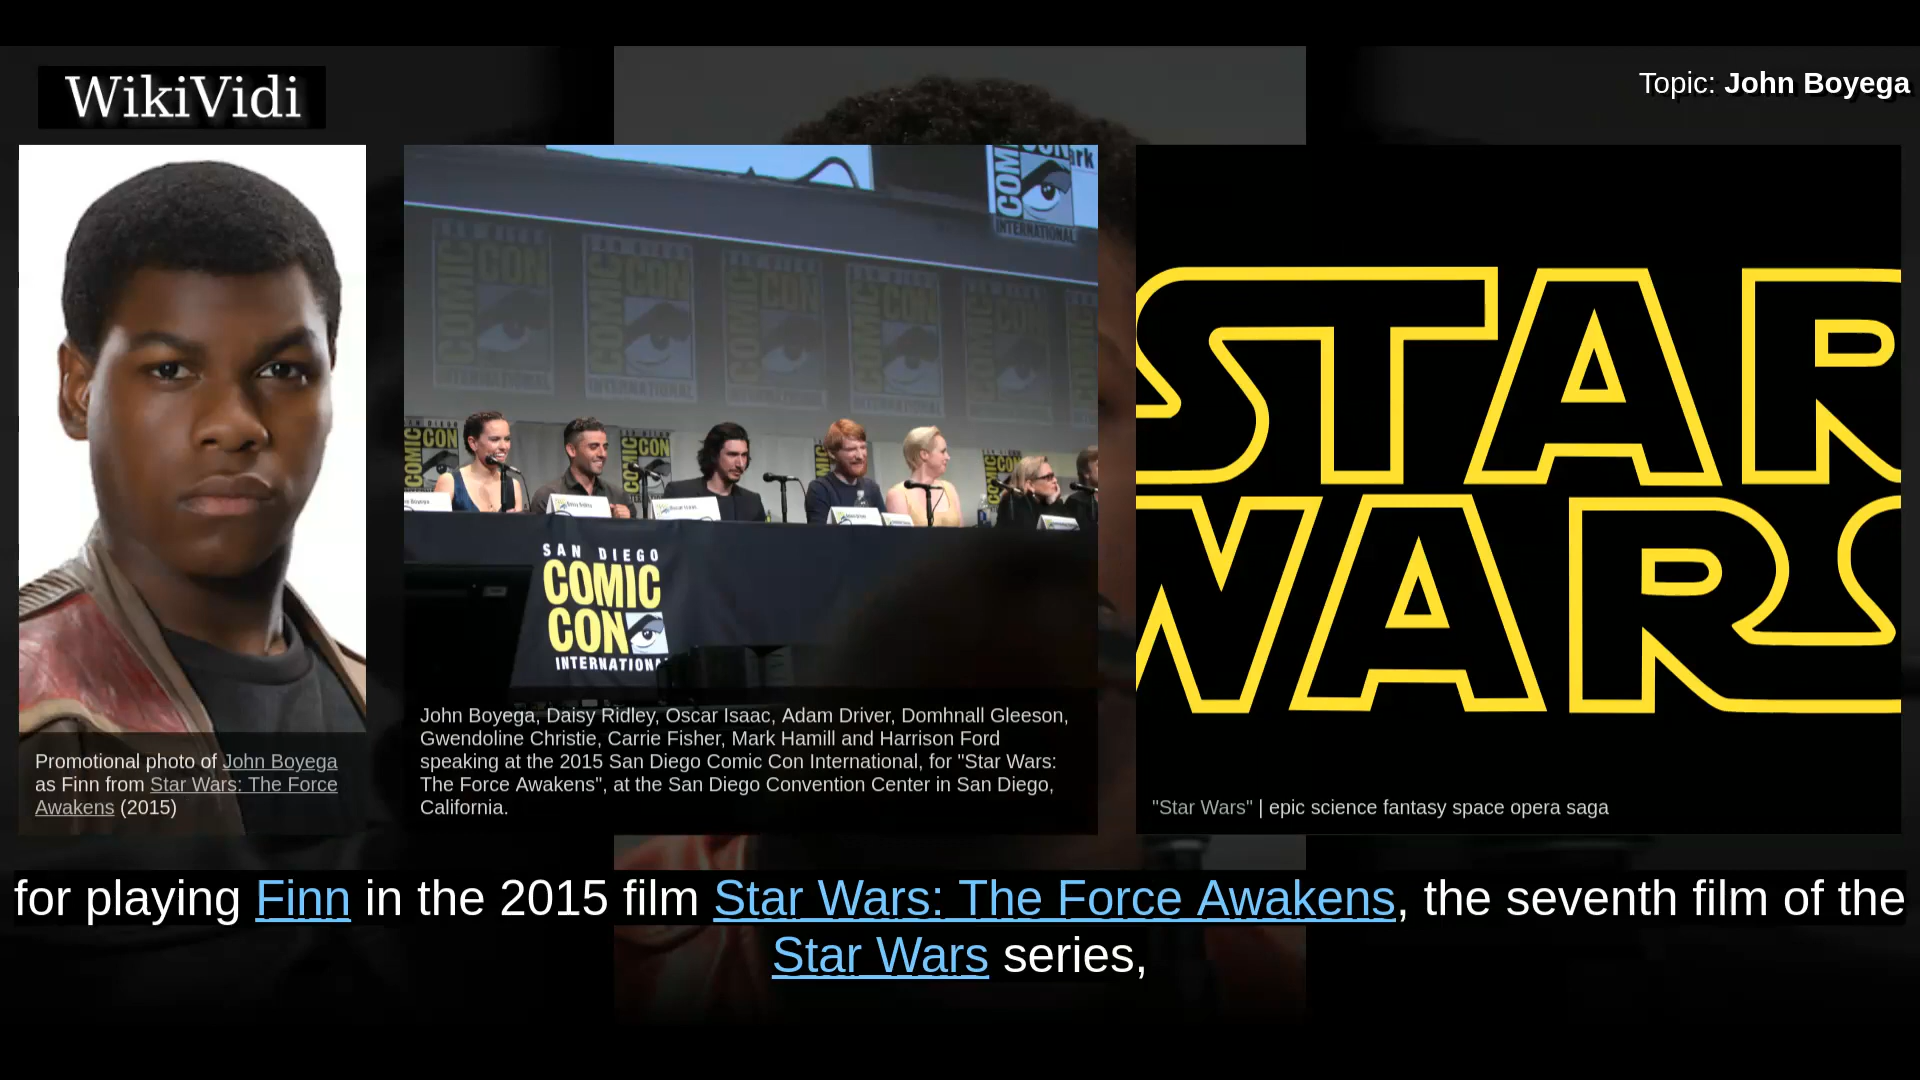 WikiVidi
Topic: John Boyega
COMIC
CON
ark
INTERNATIONAL
SAN DIEGO
COMIC
CON
INTERNATIONAL
Promotional photo of John Boyega
as Finn from Star Wars: The Force
Awakens (2015)
John Boyega, Daisy Ridley, Oscar Isaac, Adam Driver, Domhnall Gleeson,
Gwendoline Christie, Carrie Fisher, Mark Hamill and Harrison Ford
speaking at the 2015 San Diego Comic Con International, for "Star Wars:
The Force Awakens", at the San Diego Convention Center in San Diego,
California.
STAR
WARS
"Star Wars" | epic science fantasy space opera saga
for playing Finn in the 2015 film Star Wars: The Force Awakens, the seventh film of the
Star Wars series,